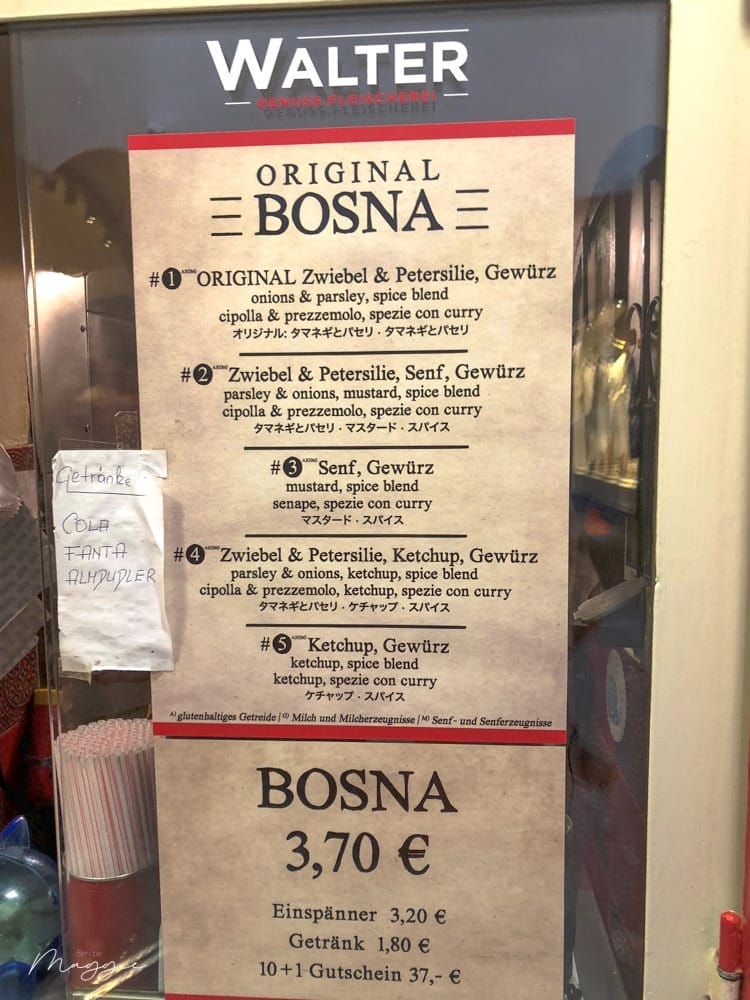 WALTER
GENUSS.FLEISCHEREI
ORIGINAL
BOSNA
#1 ORIGINAL Zwiebel & Petersilie, Gewürz
onions & parsley, spice blend
cipolla & prezzemolo, spezie con curry
オリジナル: タマネギとパセリ・タマネギとパセリ
#2 Zwiebel & Petersilie, Senf, Gewürz
parsley & onions, mustard, spice blend
cipolla & prezzemolo, spezie con curry
タマネギとパセリ・マスタード・スパイス
#3 Senf, Gewürz
mustard, spice blend
senape, spezie con curry
マスタード・スパイス
#4 Zwiebel & Petersilie, Ketchup, Gewürz
parsley & onions, ketchup, spice blend
cipolla & prezzemolo, ketchup, spezie con curry
タマネギとパセリ・ケチャップ・スパイス
#5 Ketchup, Gewürz
ketchup, spice blend
ketchup, spezie con curry
ケチャップ・スパイス
A) glutenhaltiges Getreide | G) Milch und Milcherzeugnisse | M) Senf- und Senferzeugnisse
Getränke
COLA
FANTA
ALMDUDLER
BOSNA
3,70 €
Einspänner 3,20 €
Getränk 1,80 €
10+1 Gutschein 37,- €
Maggie